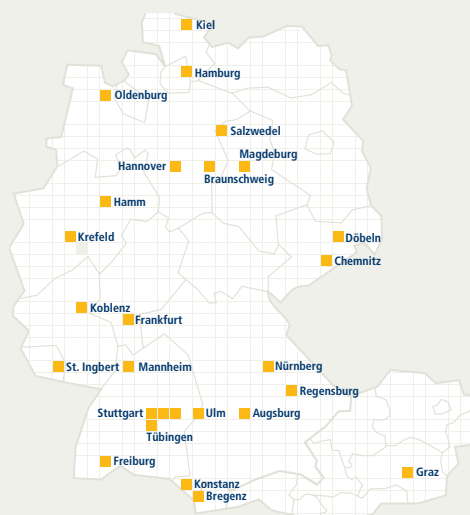 Kiel
Hamburg
Oldenburg
Salzwedel
Magdeburg
Hannover
Braunschweig
Hamm
Krefeld
Döbeln
Chemnitz
Koblenz
Frankfurt
St. Ingbert
Mannheim
Nürnberg
Regensburg
Stuttgart
Ulm
Augsburg
Tübingen
Freiburg
Graz
Konstanz
Bregenz